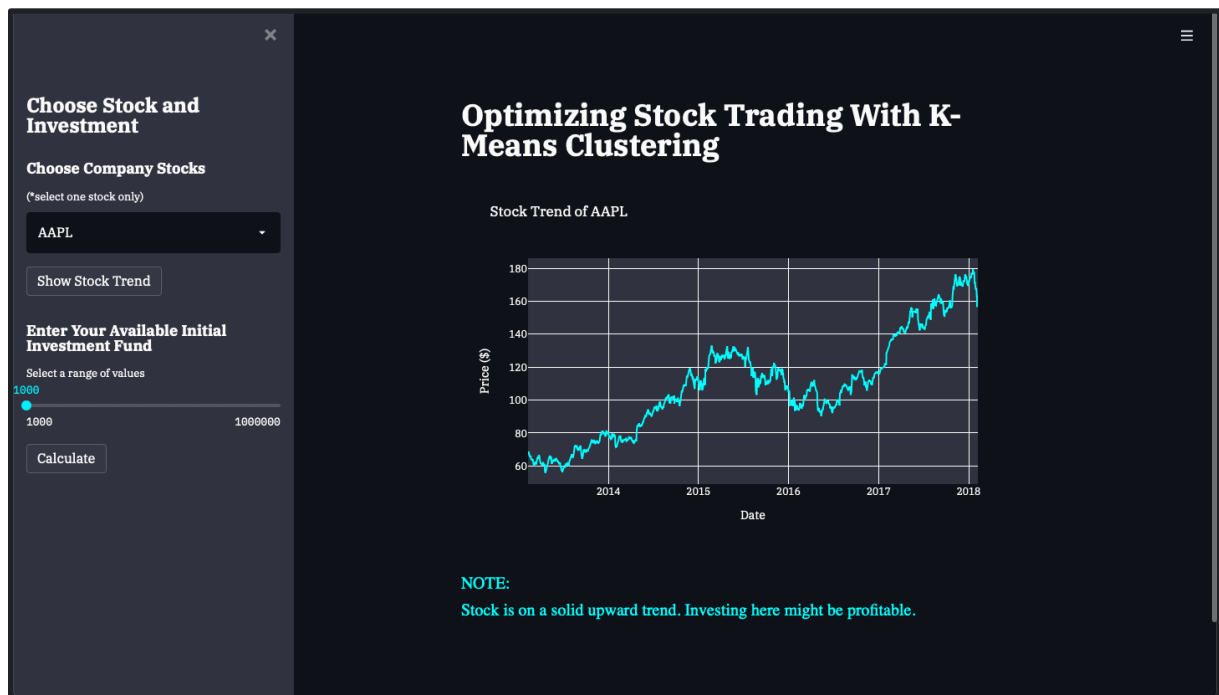 Choose Stock and
Investment
Choose Company Stocks
(*select one stock only)
AAPL
Show Stock Trend
Enter Your Available Initial
Investment Fund
Select a range of values
1000
1000 1000000
Calculate
Optimizing Stock Trading With K-
Means Clustering
Stock Trend of AAPL
180
160
140
120
100
80
60
Price ($)
2014 2015 2016 2017 2018
Date
NOTE:
Stock is on a solid upward trend. Investing here might be profitable.